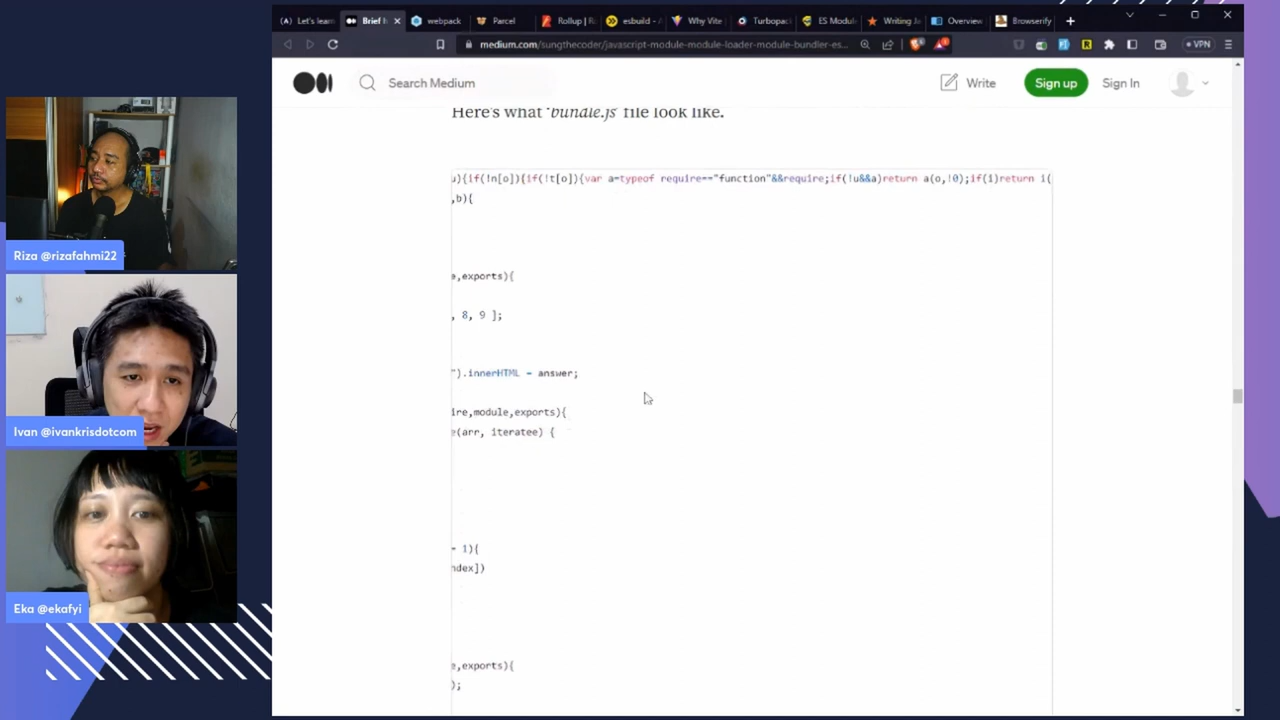 Let's learn
Brief h
webpack
Parcel
Rollup | R
esbuild - A
Why Vite
Turbopac
ES Module
Writing Ja
Overview
Browserify
medium.com/sungthecoder/javascript-module-module-loader-module-bundler-es...
VPN
Search Medium
Write
Sign up
Sign In
Here's what 'bundle.js' file look like.
u){if(!n[o]){if(!t[o]){var a=typeof require=="function"&&require;if(!u&&a)return a(o,!0);if(i)return i(
,b){
e,exports){
, 8, 9 ];
").innerHTML = answer;
ire,module,exports){
e(arr, iteratee) {
= 1){
ndex])
e,exports){
);
Riza @rizafahmi22
Ivan @ivankrisdotcom
Eka @ekafyi